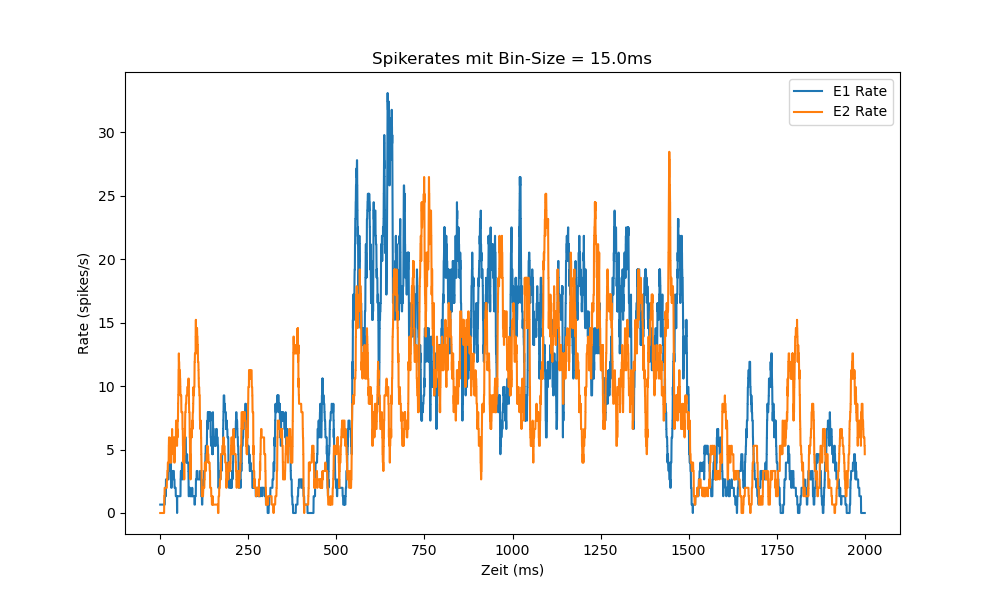 Spikerates mit Bin-Size = 15.0ms
E1 Rate
E2 Rate
Rate (spikes/s)
30
25
20
15
10
5
0
0 250 500 750 1000 1250 1500 1750 2000
Zeit (ms)